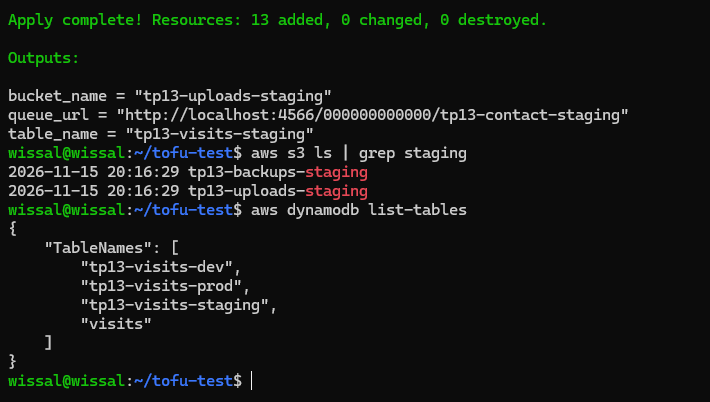 Apply complete! Resources: 13 added, 0 changed, 0 destroyed.
Outputs:
bucket_name = "tp13-uploads-staging"
queue_url = "http://localhost:4566/000000000000/tp13-contact-staging"
table_name = "tp13-visits-staging"
wissal@wissal:~/tofu-test$ aws s3 ls | grep staging
2026-11-15 20:16:29 tp13-backups-staging
2026-11-15 20:16:29 tp13-uploads-staging
wissal@wissal:~/tofu-test$ aws dynamodb list-tables
{
    "TableNames": [
        "tp13-visits-dev",
        "tp13-visits-prod",
        "tp13-visits-staging",
        "visits"
    ]
}
wissal@wissal:~/tofu-test$